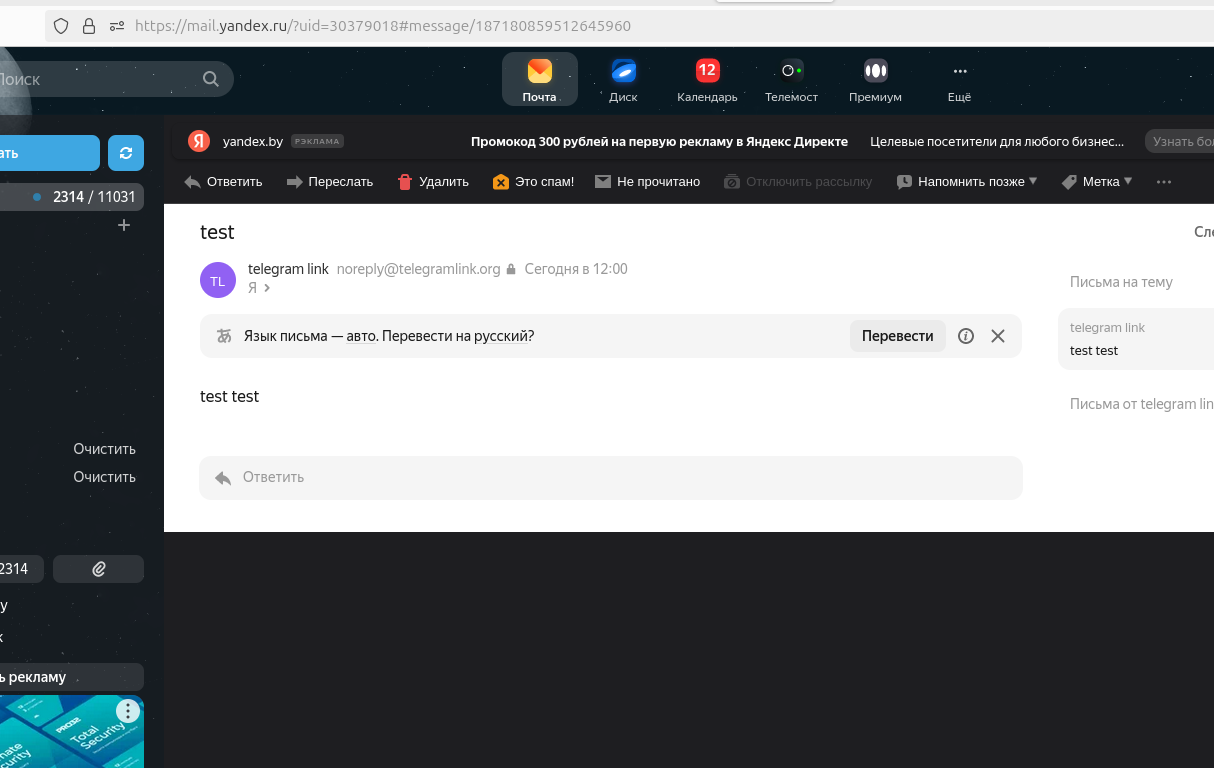 https://mail.yandex.ru/?uid=30379018#message/187180859512645960
Поиск
12
Почта
Диск
Календарь
Телемост
Премиум
Ещё
Я yandex.by РЭКЛАМА Промокод 300 рублей на первую рекламу в Яндекс Директе Целевые посетители для любого бизнес... Узнать бол
ать
Ответить Переслать Удалить Это спам! Не прочитано Отключить рассылку Напомнить позже Метка
2314 / 11031
test
Сле
TL
telegram link noreply@telegramlink.org Сегодня в 12:00
Я
Письма на тему
Язык письма — авто. Перевести на русский? Перевести
telegram link
test test
test test
Письма от telegram lin
Очистить
Очистить
Ответить
2314
у
к
ь рекламу
PRO32
Total
Security
Security